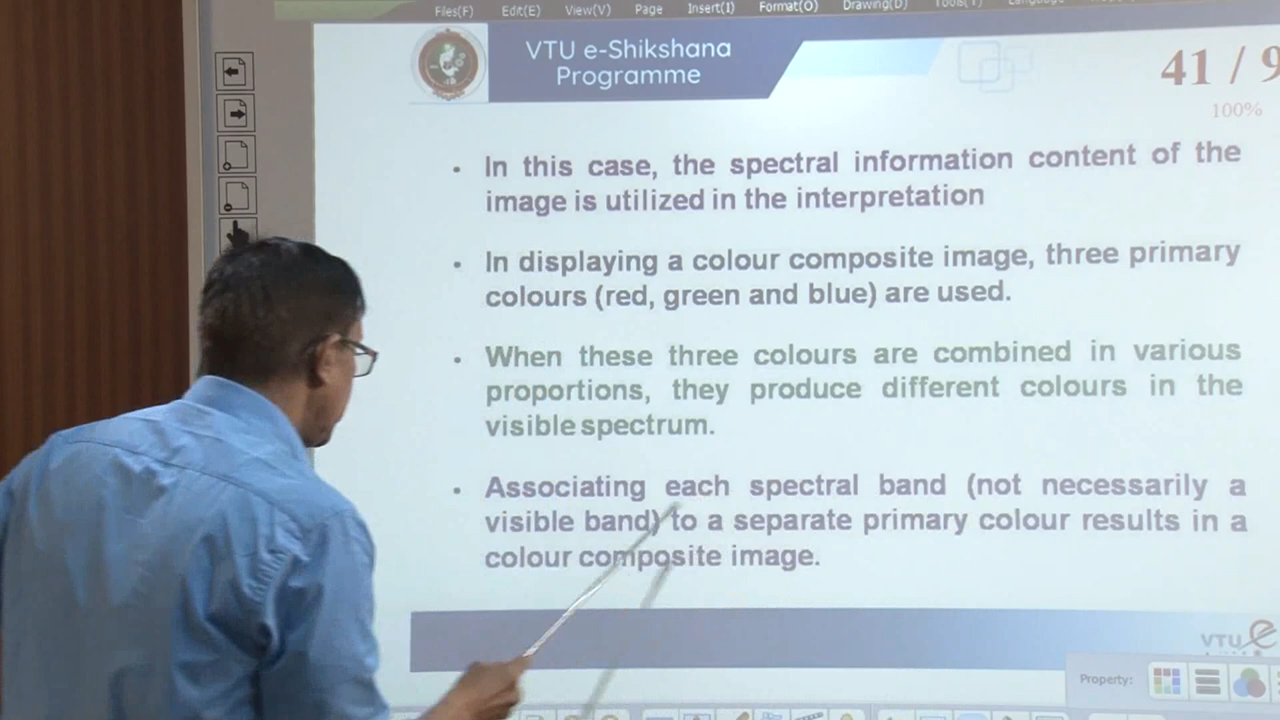 Files(F) Edit(E) View(V) Page Insert(I) Format(O) Drawing(D) Tools(T) Language
VTU e-Shikshana
Programme
41 / 9
100%
• In this case, the spectral information content of the
image is utilized in the interpretation
• In displaying a colour composite image, three primary
colours (red, green and blue) are used.
• When these three colours are combined in various
proportions, they produce different colours in the
visible spectrum.
• Associating each spectral band (not necessarily a
visible band) to a separate primary colour results in a
colour composite image.
VTU e
Property: